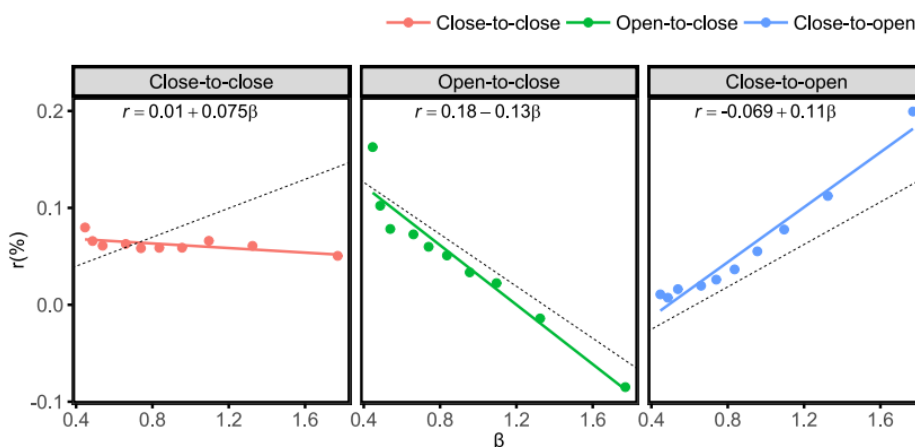 Close-to-close Open-to-close Close-to-open
Close-to-close Open-to-close Close-to-open
r = 0.01 + 0.075β r = 0.18 − 0.13β r = -0.069 + 0.11β
0.2
0.1
0.0
-0.1
r(%)
0.4 0.8 1.2 1.6 0.4 0.8 1.2 1.6 0.4 0.8 1.2 1.6
β